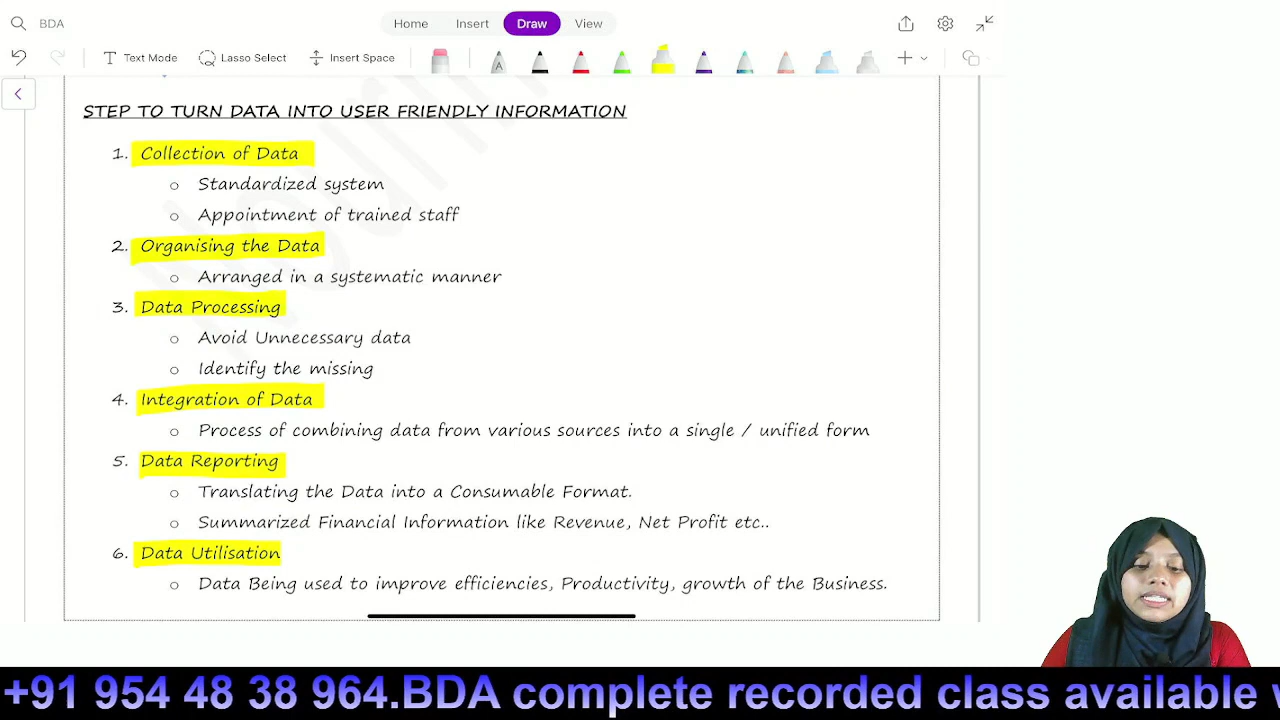 BDA
Home Insert Draw View
Text Mode Lasso Select Insert Space
STEP TO TURN DATA INTO USER FRIENDLY INFORMATION
1. Collection of Data
o Standardized system
o Appointment of trained staff
2. Organising the Data
o Arranged in a systematic manner
3. Data Processing
o Avoid Unnecessary data
o Identify the missing
4. Integration of Data
o Process of combining data from various sources into a single / unified form
5. Data Reporting
o Translating the Data into a Consumable Format.
o Summarized Financial Information like Revenue, Net Profit etc..
6. Data Utilisation
o Data Being used to improve efficiencies, Productivity, growth of the Business.
+91 954 48 38 964.BDA complete recorded class available